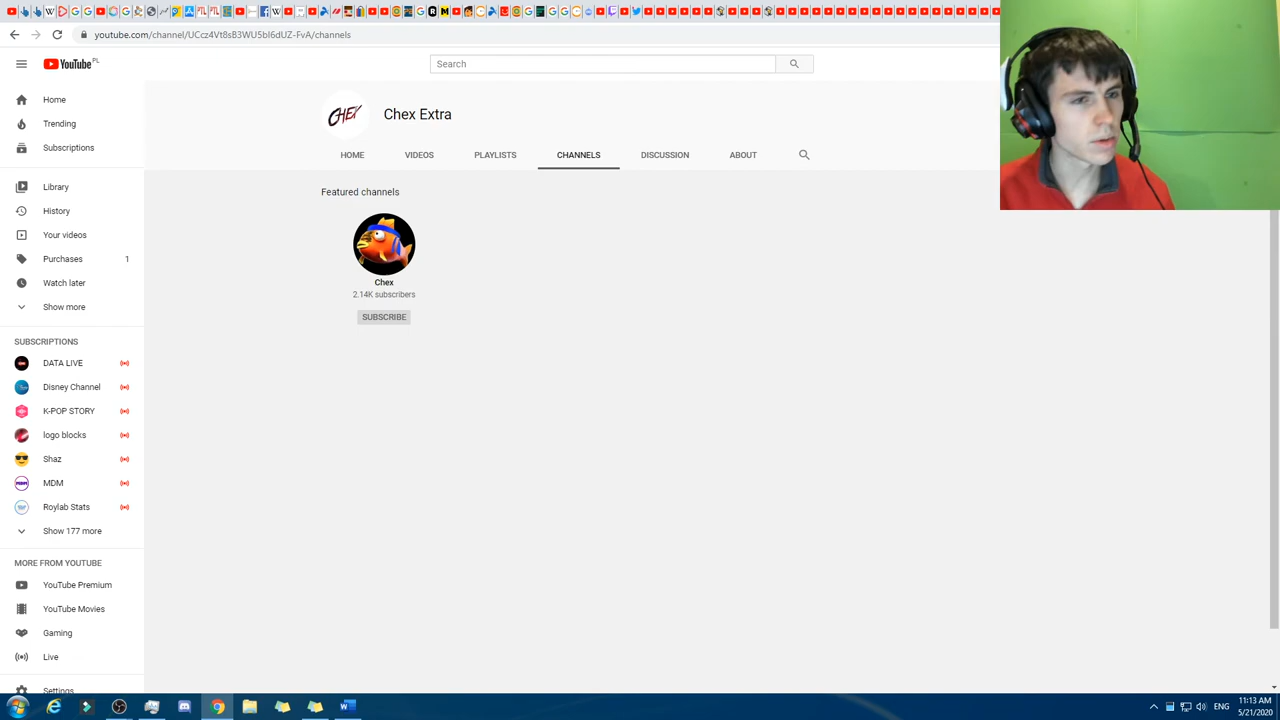 youtube.com/channel/UCcz4Vt8sB3WU5bI6dUZ-FvA/channels
YouTube PL
Search
Home
Trending
Subscriptions
Library
History
Your videos
Purchases 1
Watch later
Show more
SUBSCRIPTIONS
DATA LIVE
Disney Channel
K-POP STORY
logo blocks
Shaz
MDM
Roylab Stats
Show 177 more
MORE FROM YOUTUBE
YouTube Premium
YouTube Movies
Gaming
Live
Settings
CHEX
Chex Extra
HOME VIDEOS PLAYLISTS CHANNELS DISCUSSION ABOUT
Featured channels
Chex
2.14K subscribers
SUBSCRIBE
ENG
11:13 AM
5/21/2020